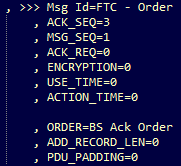 , >>> Msg Id=FTC - Order
, ACK_SEQ=3
, MSG_SEQ=1
, ACK_REQ=0
, ENCRYPTION=0
, USE_TIME=0
, ACTION_TIME=0
, ORDER=BS Ack Order
, ADD_RECORD_LEN=0
, PDU_PADDING=0